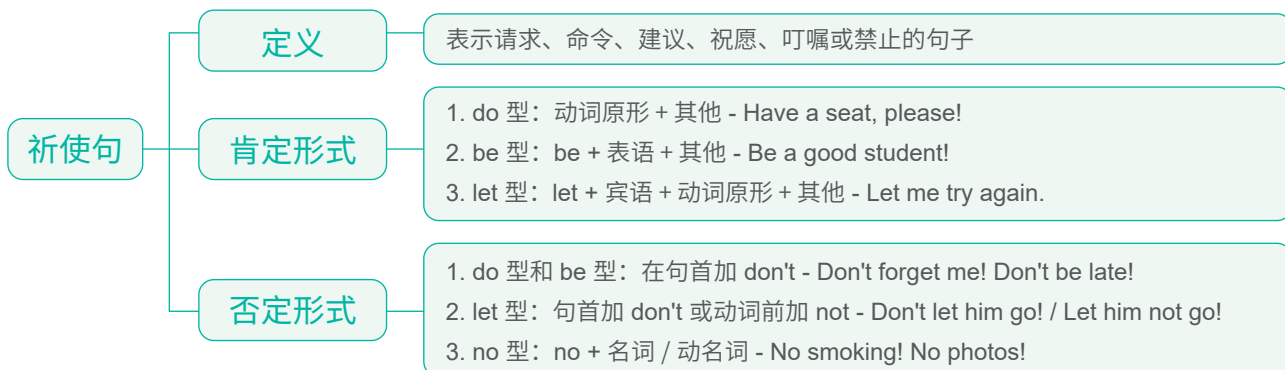 祈使句
定义
表示请求、命令、建议、祝愿、叮嘱或禁止的句子
肯定形式
1. do 型：动词原形 + 其他 - Have a seat, please!
2. be 型：be + 表语 + 其他 - Be a good student!
3. let 型：let + 宾语 + 动词原形 + 其他 - Let me try again.
否定形式
1. do 型和 be 型：在句首加 don't - Don't forget me! Don't be late!
2. let 型：句首加 don't 或动词前加 not - Don't let him go! / Let him not go!
3. no 型：no + 名词 / 动名词 - No smoking! No photos!